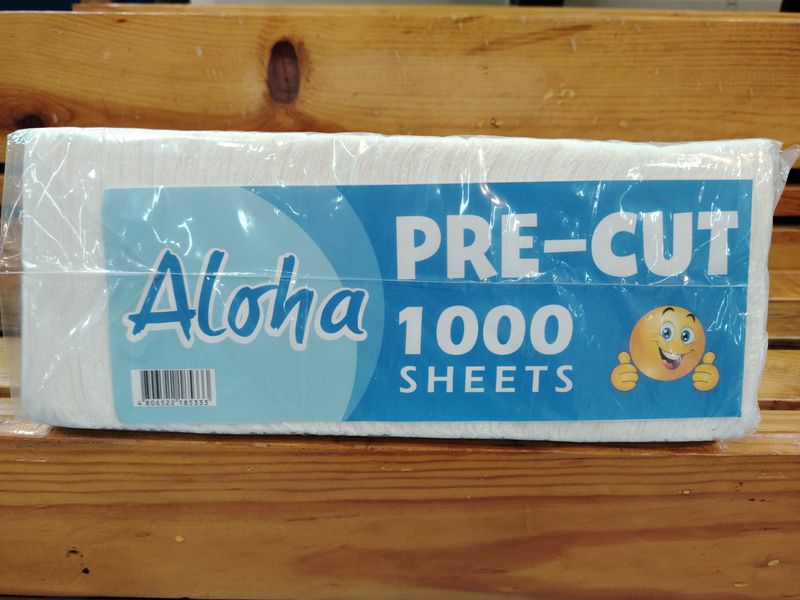 Aloha
PRE-CUT
1000
SHEETS
4 806522 185333